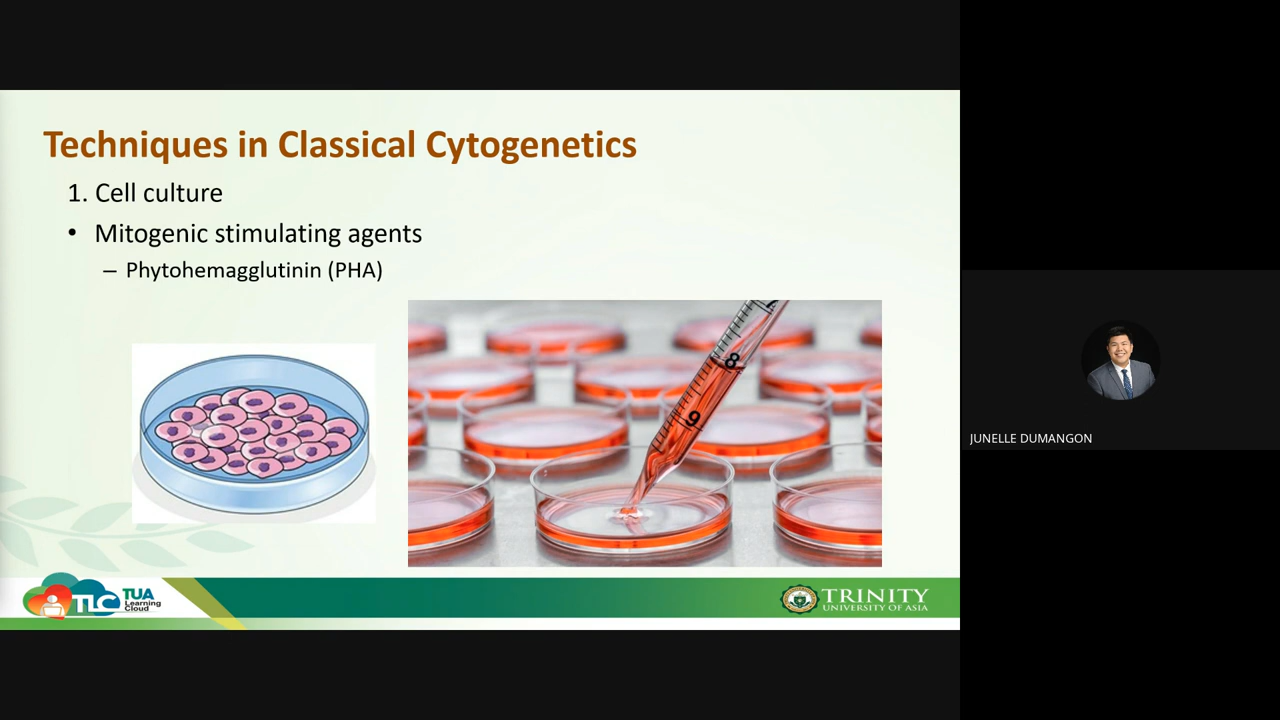 Techniques in Classical Cytogenetics
1. Cell culture
• Mitogenic stimulating agents
– Phytohemagglutinin (PHA)
7
8
9
TLC TUA
Learning
Cloud
TRINITY
UNIVERSITY OF ASIA
JUNELLE DUMANGON